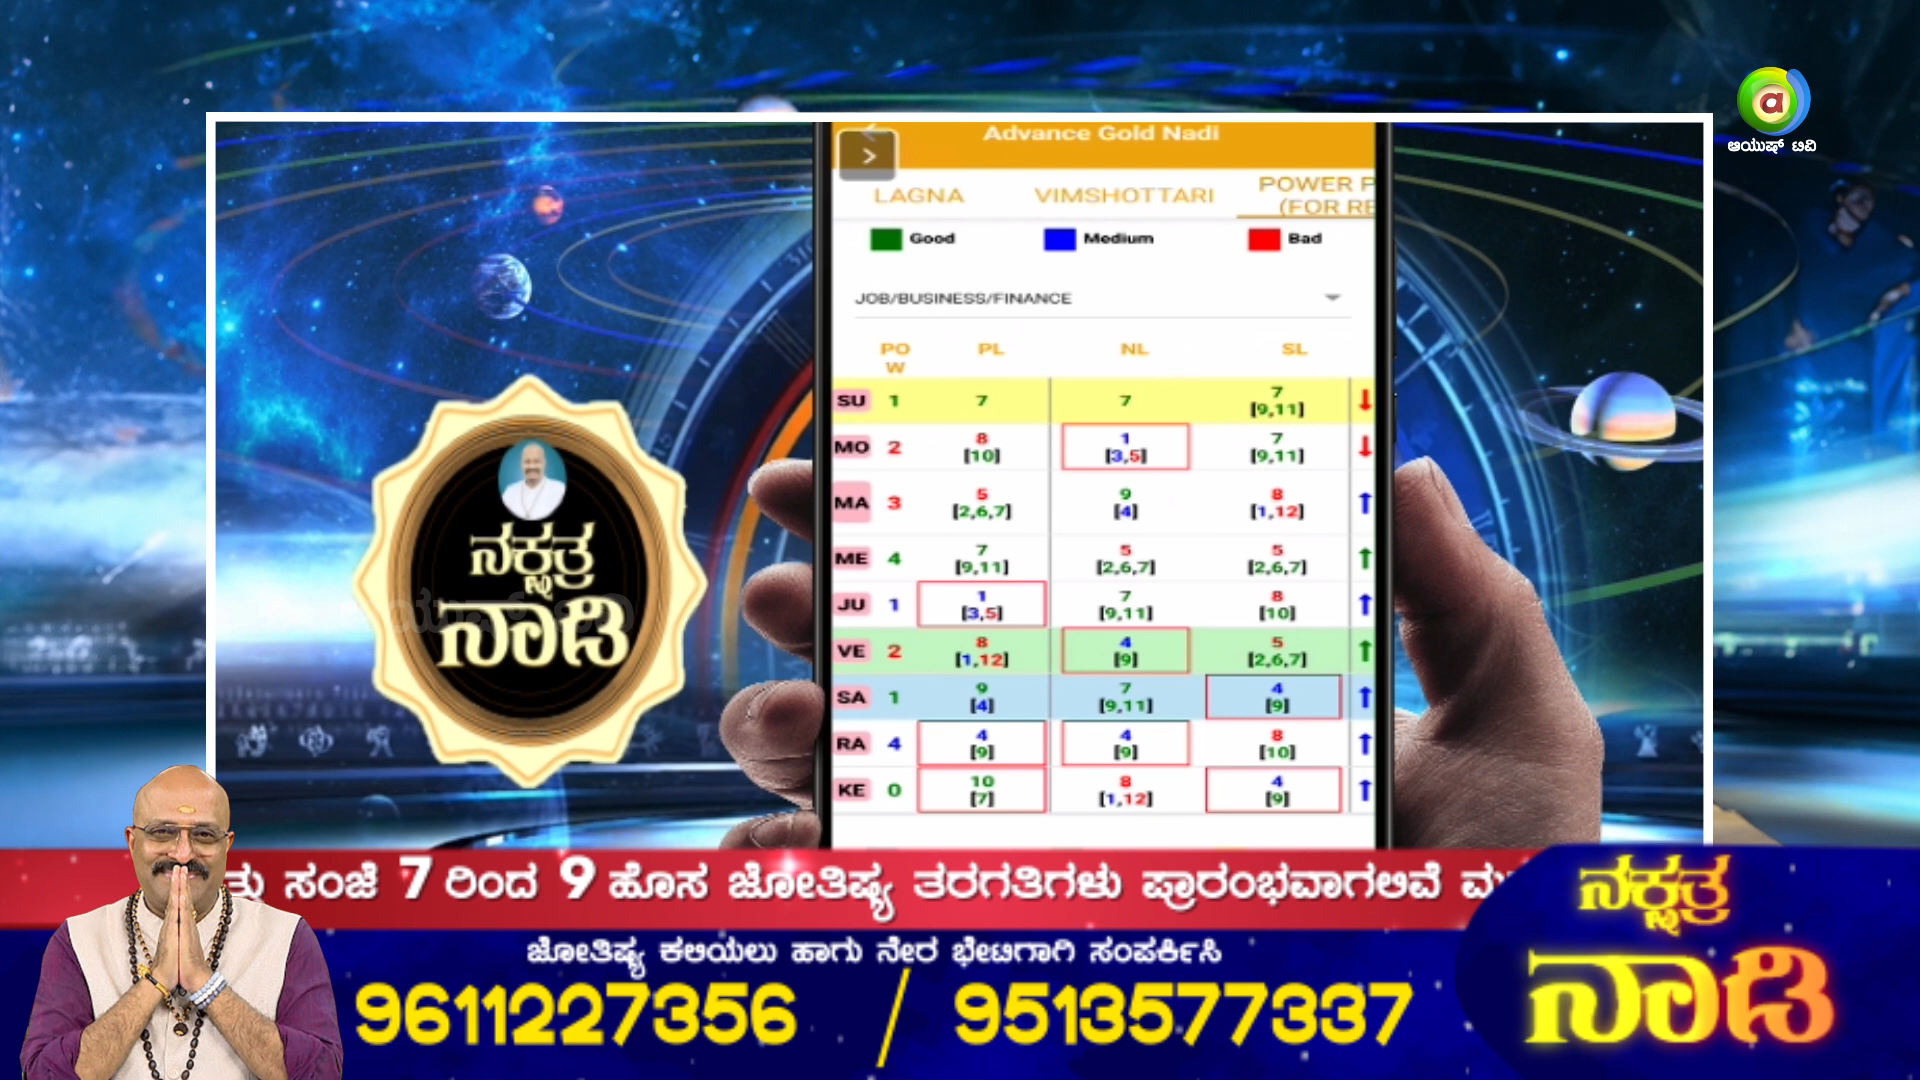 ಆಯುಷ್ ಟಿವಿ
Advance Gold Nadi
LAGNA VIMSHOTTARI POWER P
(FOR RE
Good Medium Bad
JOB/BUSINESS/FINANCE
PO
W PL NL SL
SU 1 7 7 7
[9,11]
MO 2 8 1 7
[10] [3,5] [9,11]
MA 3 5 9 8
[2,6,7] [4] [1,12]
ME 4 7 5 5
[9,11] [2,6,7] [2,6,7]
JU 1 1 7 8
[3,5] [9,11] [10]
VE 2 8 4 5
[1,12] [9] [2,6,7]
SA 1 9 7 4
[4] [9,11] [9]
RA 4 4 4 8
[9] [9] [10]
KE 0 10 8 4
[7] [1,12] [9]
ನಕ್ಷತ್ರ
ನಾಡಿ
ಸಂಜೆ 7 ರಿಂದ 9 ಹೊಸ ಜ್ಯೋತಿಷ್ಯ ತರಗತಿಗಳು ಪ್ರಾರಂಭವಾಗಲಿವೆ
ಜ್ಯೋತಿಷ್ಯ ಕಲಿಯಲು ಹಾಗು ನೇರ ಭೇಟಿಗಾಗಿ ಸಂಪರ್ಕಿಸಿ
9611227356 / 9513577337
ನಕ್ಷತ್ರ
ನಾಡಿ